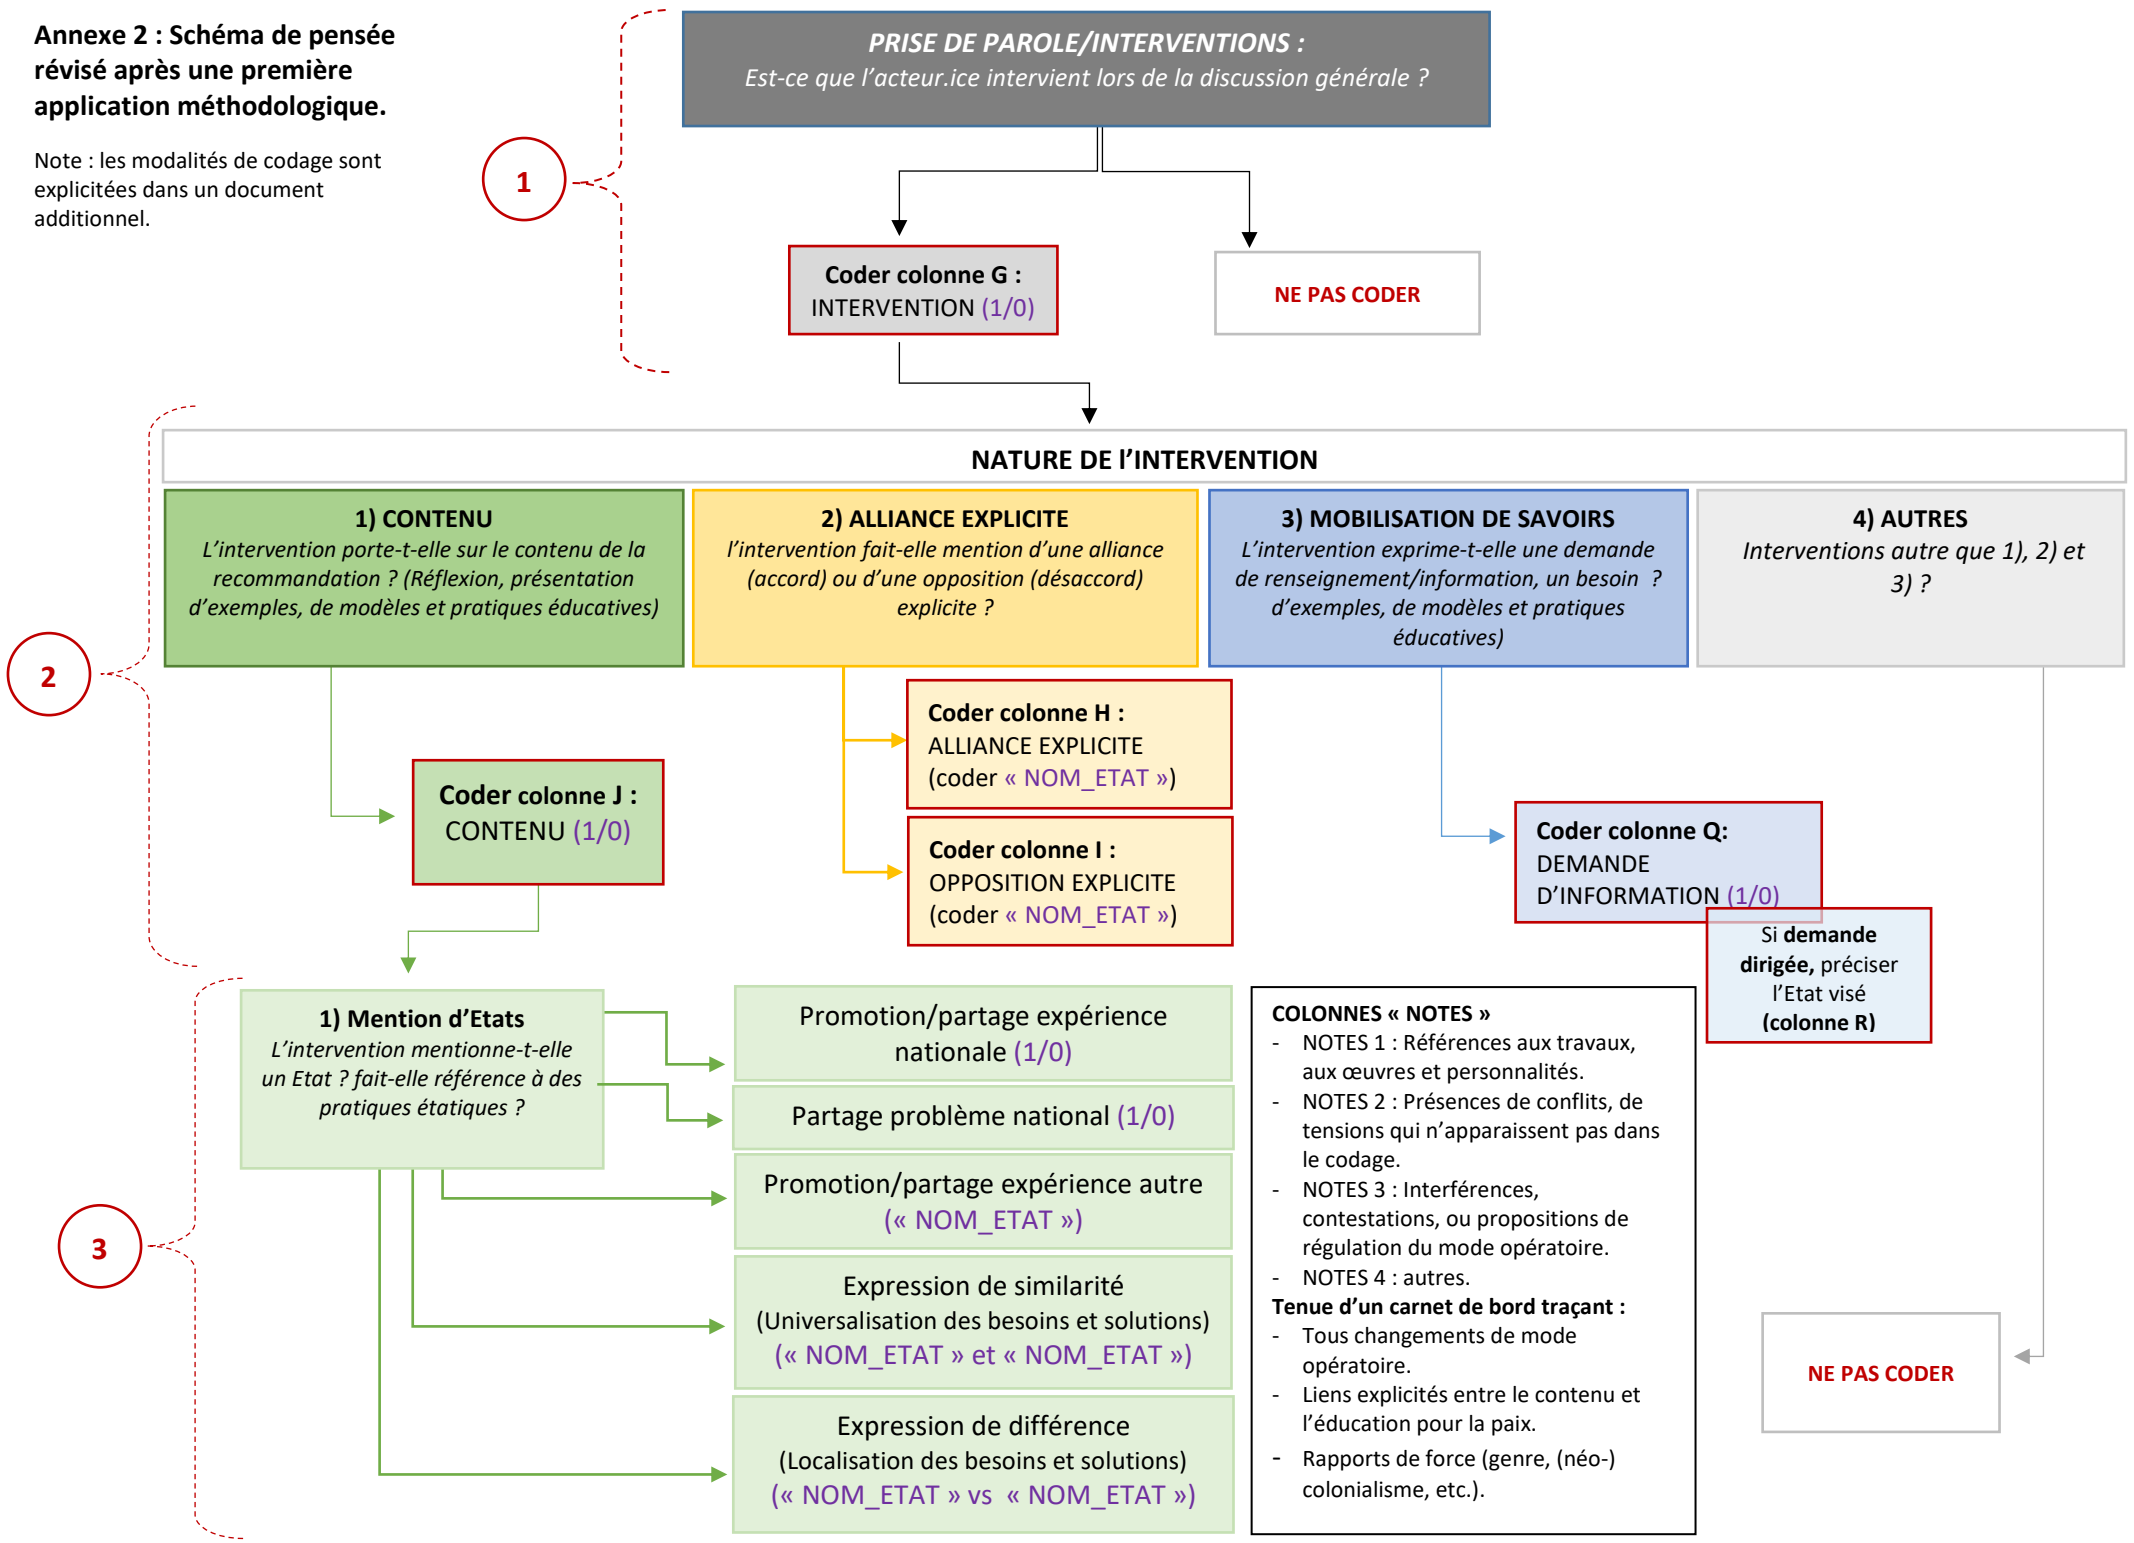 Annexe 2 : Schéma de pensée
révisé après une première
application méthodologique.
Note : les modalités de codage sont
explicitées dans un document
additionnel.
1
PRISE DE PAROLE/INTERVENTIONS :
Est-ce que l’acteur.ice intervient lors de la discussion générale ?
Coder colonne G :
INTERVENTION (1/0)
NE PAS CODER
2
NATURE DE l’INTERVENTION
1) CONTENU
L’intervention porte-t-elle sur le contenu de la
recommandation ? (Réflexion, présentation
d’exemples, de modèles et pratiques éducatives)
2) ALLIANCE EXPLICITE
l’intervention fait-elle mention d’une alliance
(accord) ou d’une opposition (désaccord)
explicite ?
3) MOBILISATION DE SAVOIRS
L’intervention exprime-t-elle une demande
de renseignement/information, un besoin  ?
d’exemples, de modèles et pratiques
éducatives)
4) AUTRES
Interventions autre que 1), 2) et
3) ?
Coder colonne J :
CONTENU (1/0)
Coder colonne H :
ALLIANCE EXPLICITE
(coder « NOM_ETAT »)
Coder colonne I :
OPPOSITION EXPLICITE
(coder « NOM_ETAT »)
Coder colonne Q:
DEMANDE
D’INFORMATION (1/0)
Si demande
dirigée, préciser
l’Etat visé
(colonne R)
3
1) Mention d’Etats
L’intervention mentionne-t-elle
un Etat ? fait-elle référence à des
pratiques étatiques ?
Promotion/partage expérience
nationale (1/0)
Partage problème national (1/0)
Promotion/partage expérience autre
(« NOM_ETAT »)
Expression de similarité
(Universalisation des besoins et solutions)
(« NOM_ETAT » et « NOM_ETAT »)
Expression de différence
(Localisation des besoins et solutions)
(« NOM_ETAT » vs  « NOM_ETAT »)
COLONNES « NOTES »
- NOTES 1 : Références aux travaux,
aux œuvres et personnalités.
- NOTES 2 : Présences de conflits, de
tensions qui n’apparaissent pas dans
le codage.
- NOTES 3 : Interférences,
contestations, ou propositions de
régulation du mode opératoire.
- NOTES 4 : autres.
Tenue d’un carnet de bord traçant :
- Tous changements de mode
opératoire.
- Liens explicités entre le contenu et
l’éducation pour la paix.
- Rapports de force (genre, (néo-)
colonialisme, etc.).
NE PAS CODER